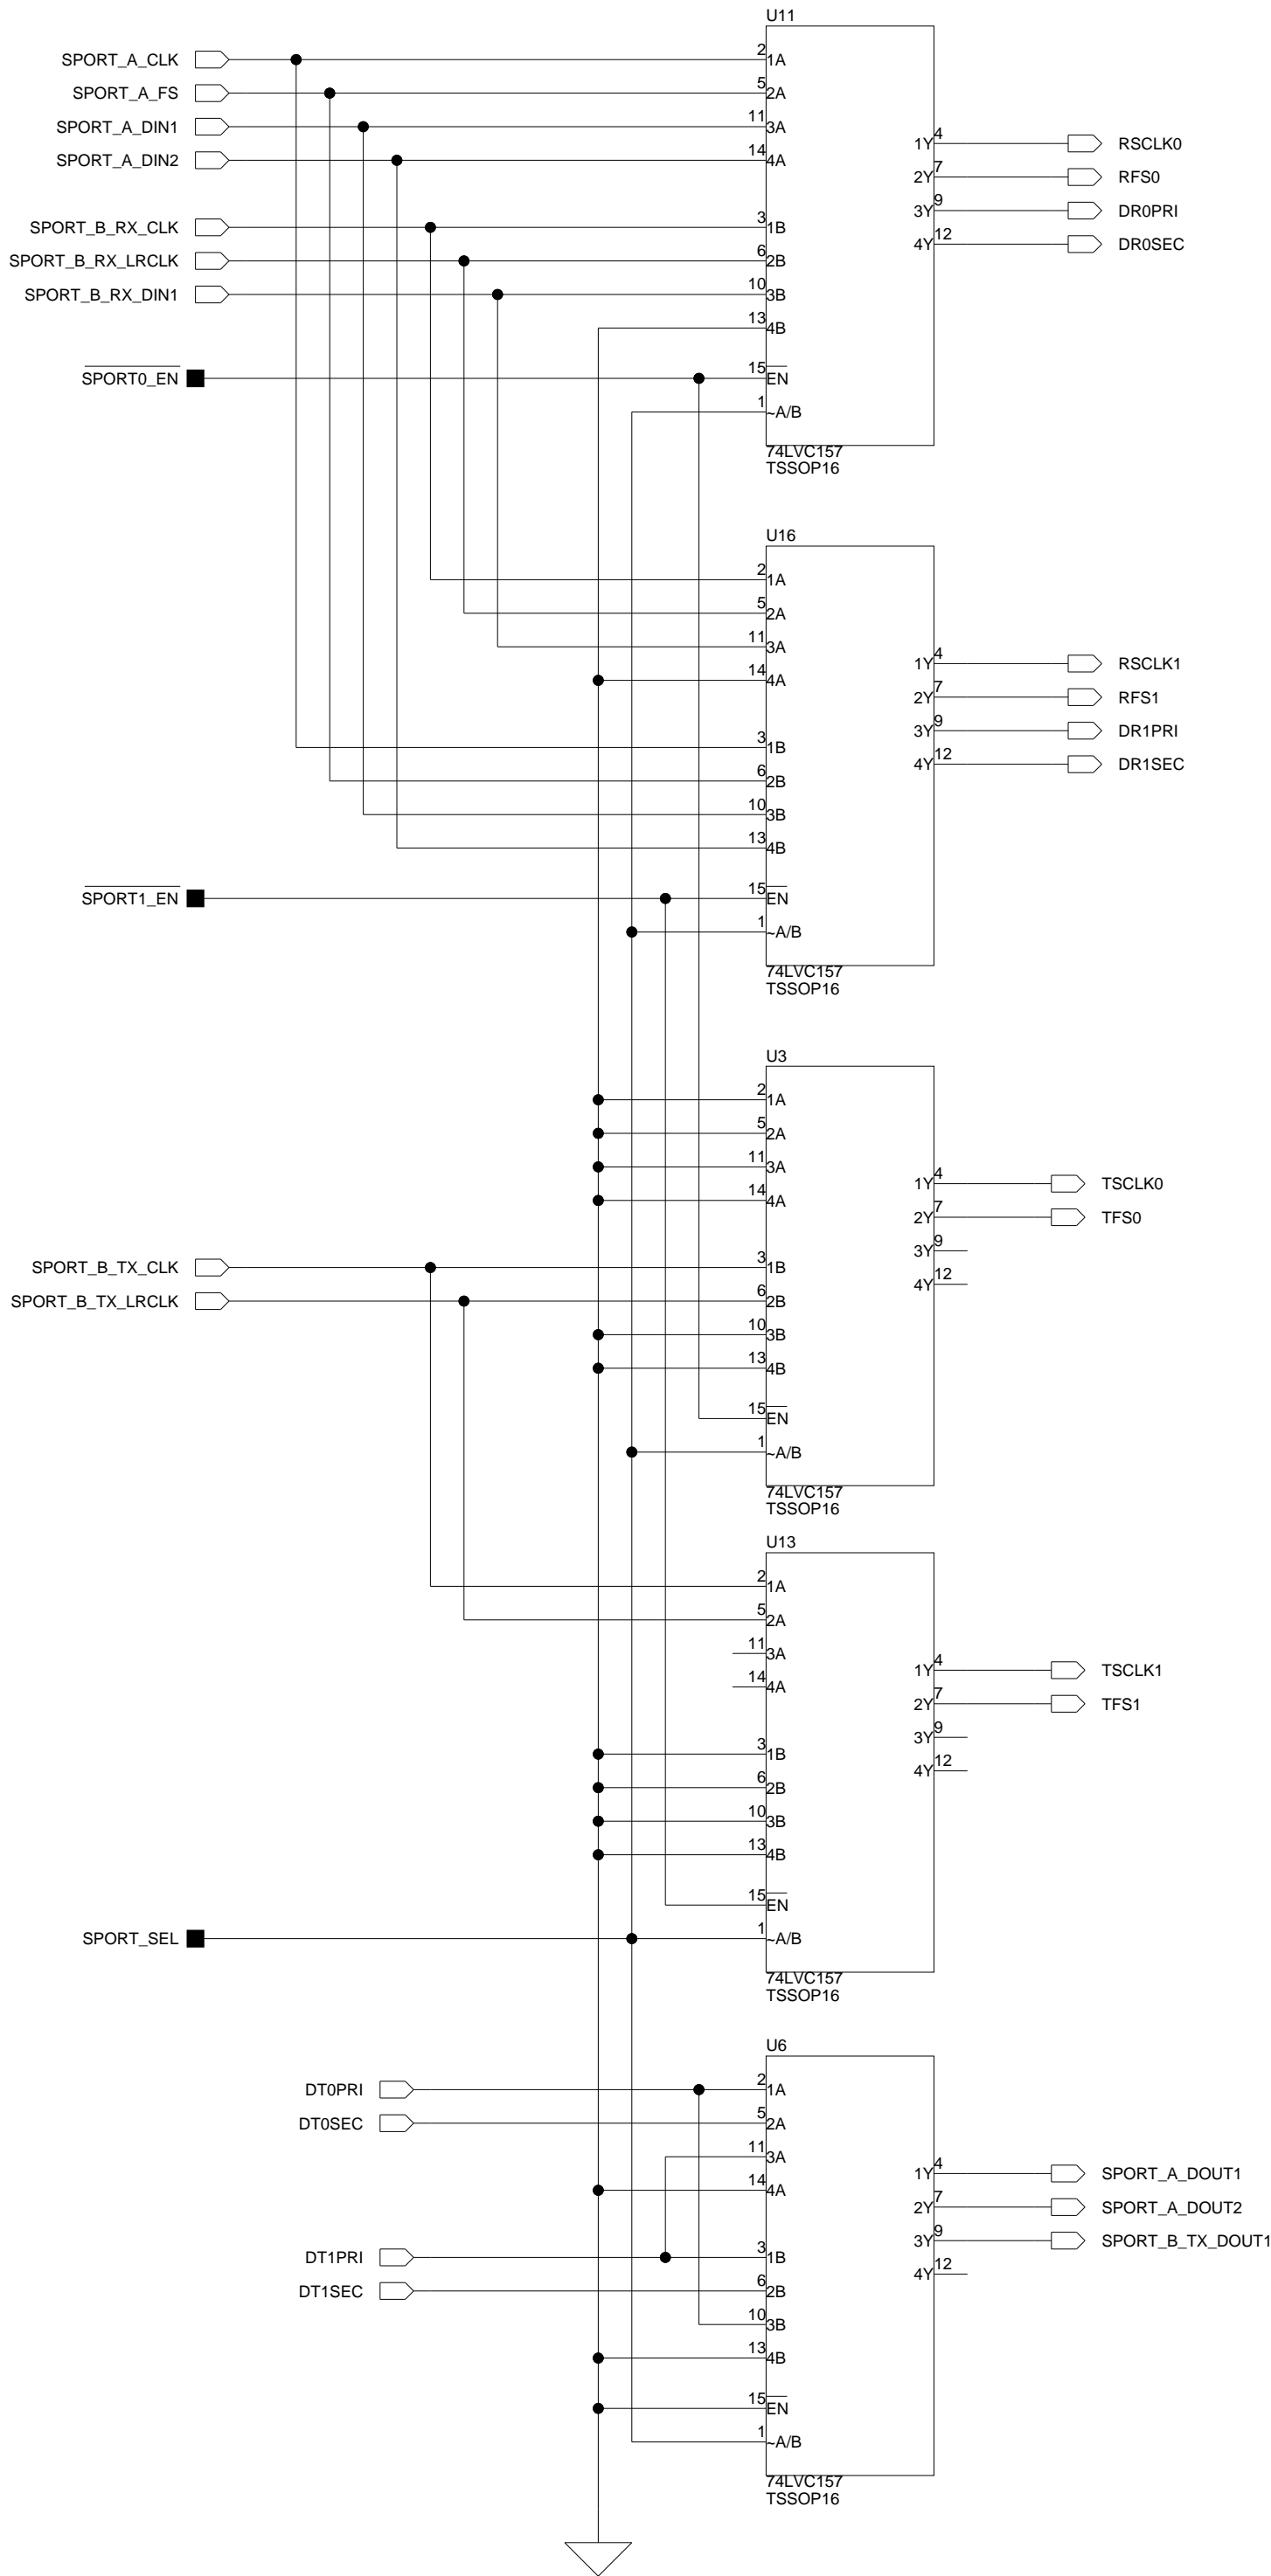 U11
SPORT_A_CLK 2 1A
SPORT_A_FS 5 2A
SPORT_A_DIN1 11 3A
1Y 4 RSCLK0
SPORT_A_DIN2 14 4A
2Y 7 RFS0
3Y 9 DR0PRI
SPORT_B_RX_CLK 3 1B
4Y 12 DR0SEC
SPORT_B_RX_LRCLK 6 2B
SPORT_B_RX_DIN1 10 3B
13 4B
SPORT0_EN 15 EN
1 ~A/B
74LVC157
TSSOP16
U16
2 1A
5 2A
11 3A
1Y 4 RSCLK1
14 4A
2Y 7 RFS1
3Y 9 DR1PRI
3 1B
4Y 12 DR1SEC
6 2B
10 3B
13 4B
SPORT1_EN 15 EN
1 ~A/B
74LVC157
TSSOP16
U3
2 1A
5 2A
11 3A
1Y 4 TSCLK0
14 4A
2Y 7 TFS0
3Y 9
SPORT_B_TX_CLK 3 1B
4Y 12
SPORT_B_TX_LRCLK 6 2B
10 3B
13 4B
15 EN
1 ~A/B
74LVC157
TSSOP16
U13
2 1A
5 2A
11 3A
1Y 4 TSCLK1
14 4A
2Y 7 TFS1
3Y 9
3 1B
4Y 12
6 2B
10 3B
13 4B
15 EN
SPORT_SEL 1 ~A/B
74LVC157
TSSOP16
U6
DT0PRI 2 1A
DT0SEC 5 2A
11 3A
1Y 4 SPORT_A_DOUT1
14 4A
2Y 7 SPORT_A_DOUT2
3Y 9 SPORT_B_TX_DOUT1
DT1PRI 3 1B
4Y 12
DT1SEC 6 2B
10 3B
13 4B
15 EN
1 ~A/B
74LVC157
TSSOP16